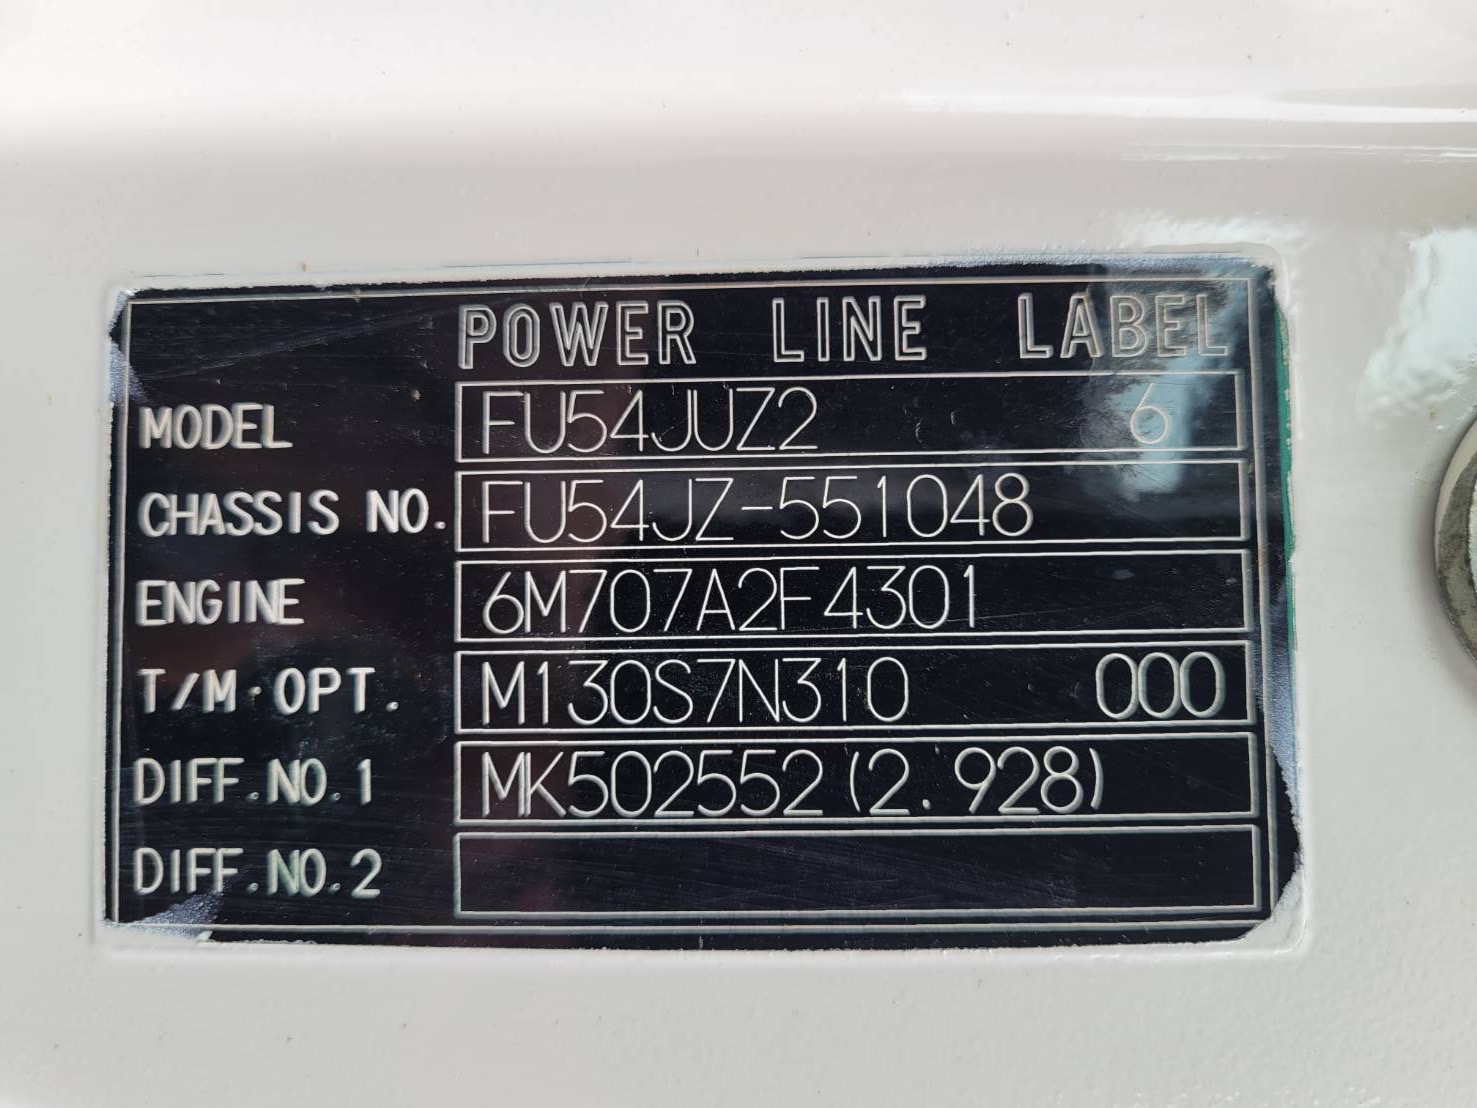 POWER LINE LABEL
MODEL FU54JUZ2 6
CHASSIS NO. FU54JZ-551048
ENGINE 6M707A2F4301
T/M·OPT. M130S7N310 000
DIFF.NO.1 MK502552(2.928)
DIFF.NO.2